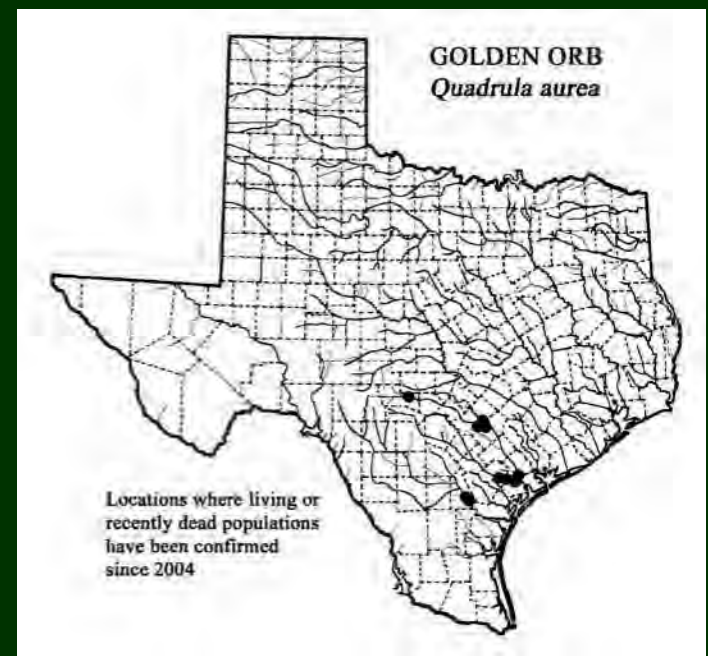 GOLDEN ORB
Quadrula aurea
Locations where living or
recently dead populations
have been confirmed
since 2004